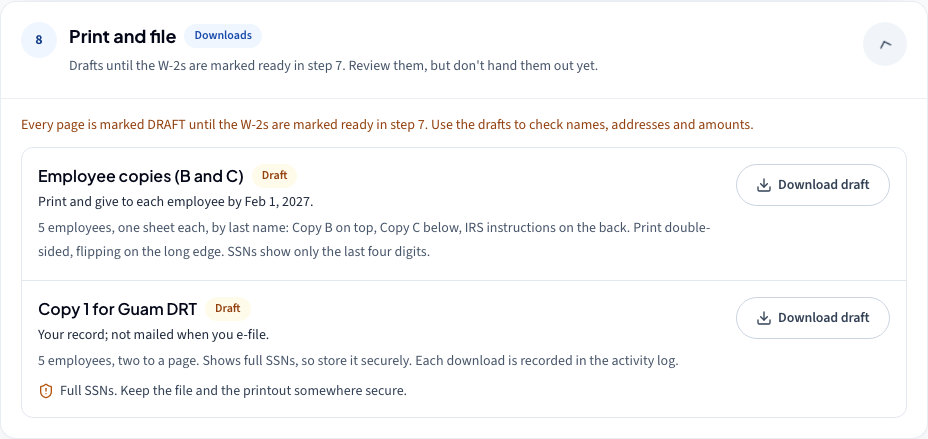 8
Print and file
Downloads
Drafts until the W-2s are marked ready in step 7. Review them, but don't hand them out yet.
Every page is marked DRAFT until the W-2s are marked ready in step 7. Use the drafts to check names, addresses and amounts.
Employee copies (B and C)
Draft
Download draft
Print and give to each employee by Feb 1, 2027.
5 employees, one sheet each, by last name: Copy B on top, Copy C below, IRS instructions on the back. Print double-
sided, flipping on the long edge. SSNs show only the last four digits.
Copy 1 for Guam DRT
Draft
Download draft
Your record; not mailed when you e-file.
5 employees, two to a page. Shows full SSNs, so store it securely. Each download is recorded in the activity log.
Full SSNs. Keep the file and the printout somewhere secure.